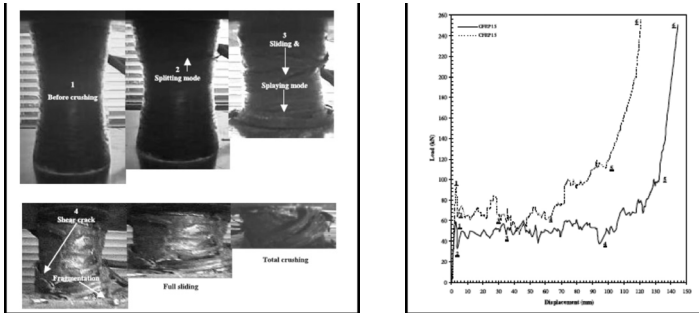 1
Before crushing
2
Splitting mode
3
Sliding &
Splaying mode
4
Shear crack
Fragmentation
Full sliding
Total crushing
Load (kN)
260
240
220
200
180
160
140
120
100
80
60
40
20
0
0 10 20 30 40 50 60 70 80 90 100 110 120 130 140 150
Displacement (mm)